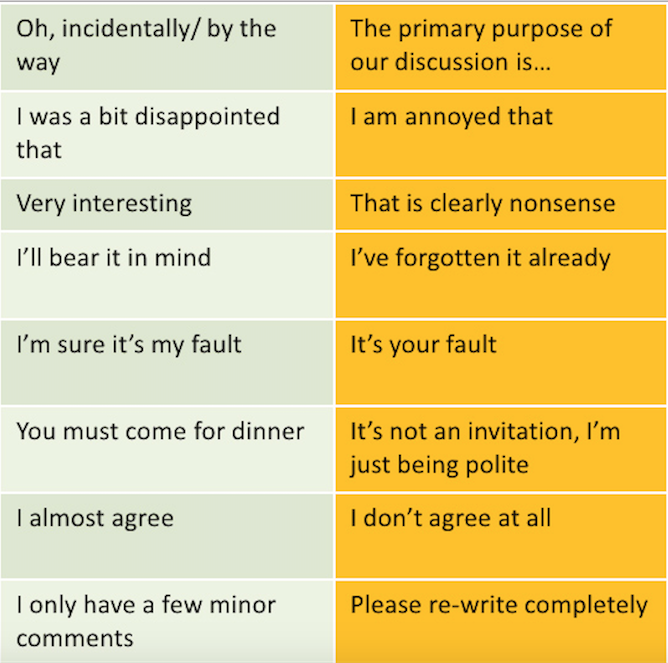 Oh, incidentally/ by the
way
The primary purpose of
our discussion is...
I was a bit disappointed
that
I am annoyed that
Very interesting
That is clearly nonsense
I'll bear it in mind
I've forgotten it already
I'm sure it's my fault
It's your fault
You must come for dinner
It's not an invitation, I'm
just being polite
I almost agree
I don't agree at all
I only have a few minor
comments
Please re-write completely